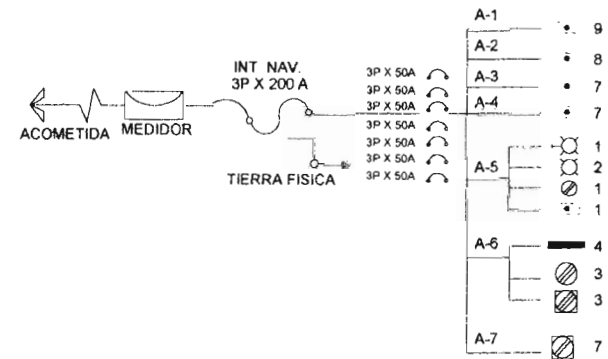 A-1 9
A-2 8
A-3 7
A-4 7
INT NAV.
3P X 200 A
3P X 50A
3P X 50A
3P X 50A
3P X 50A
3P X 50A
3P X 50A
3P X 50A
ACOMETIDA
MEDIDOR
TIERRA FISICA
A-5
1
2
1
1
A-6
4
3
3
A-7 7